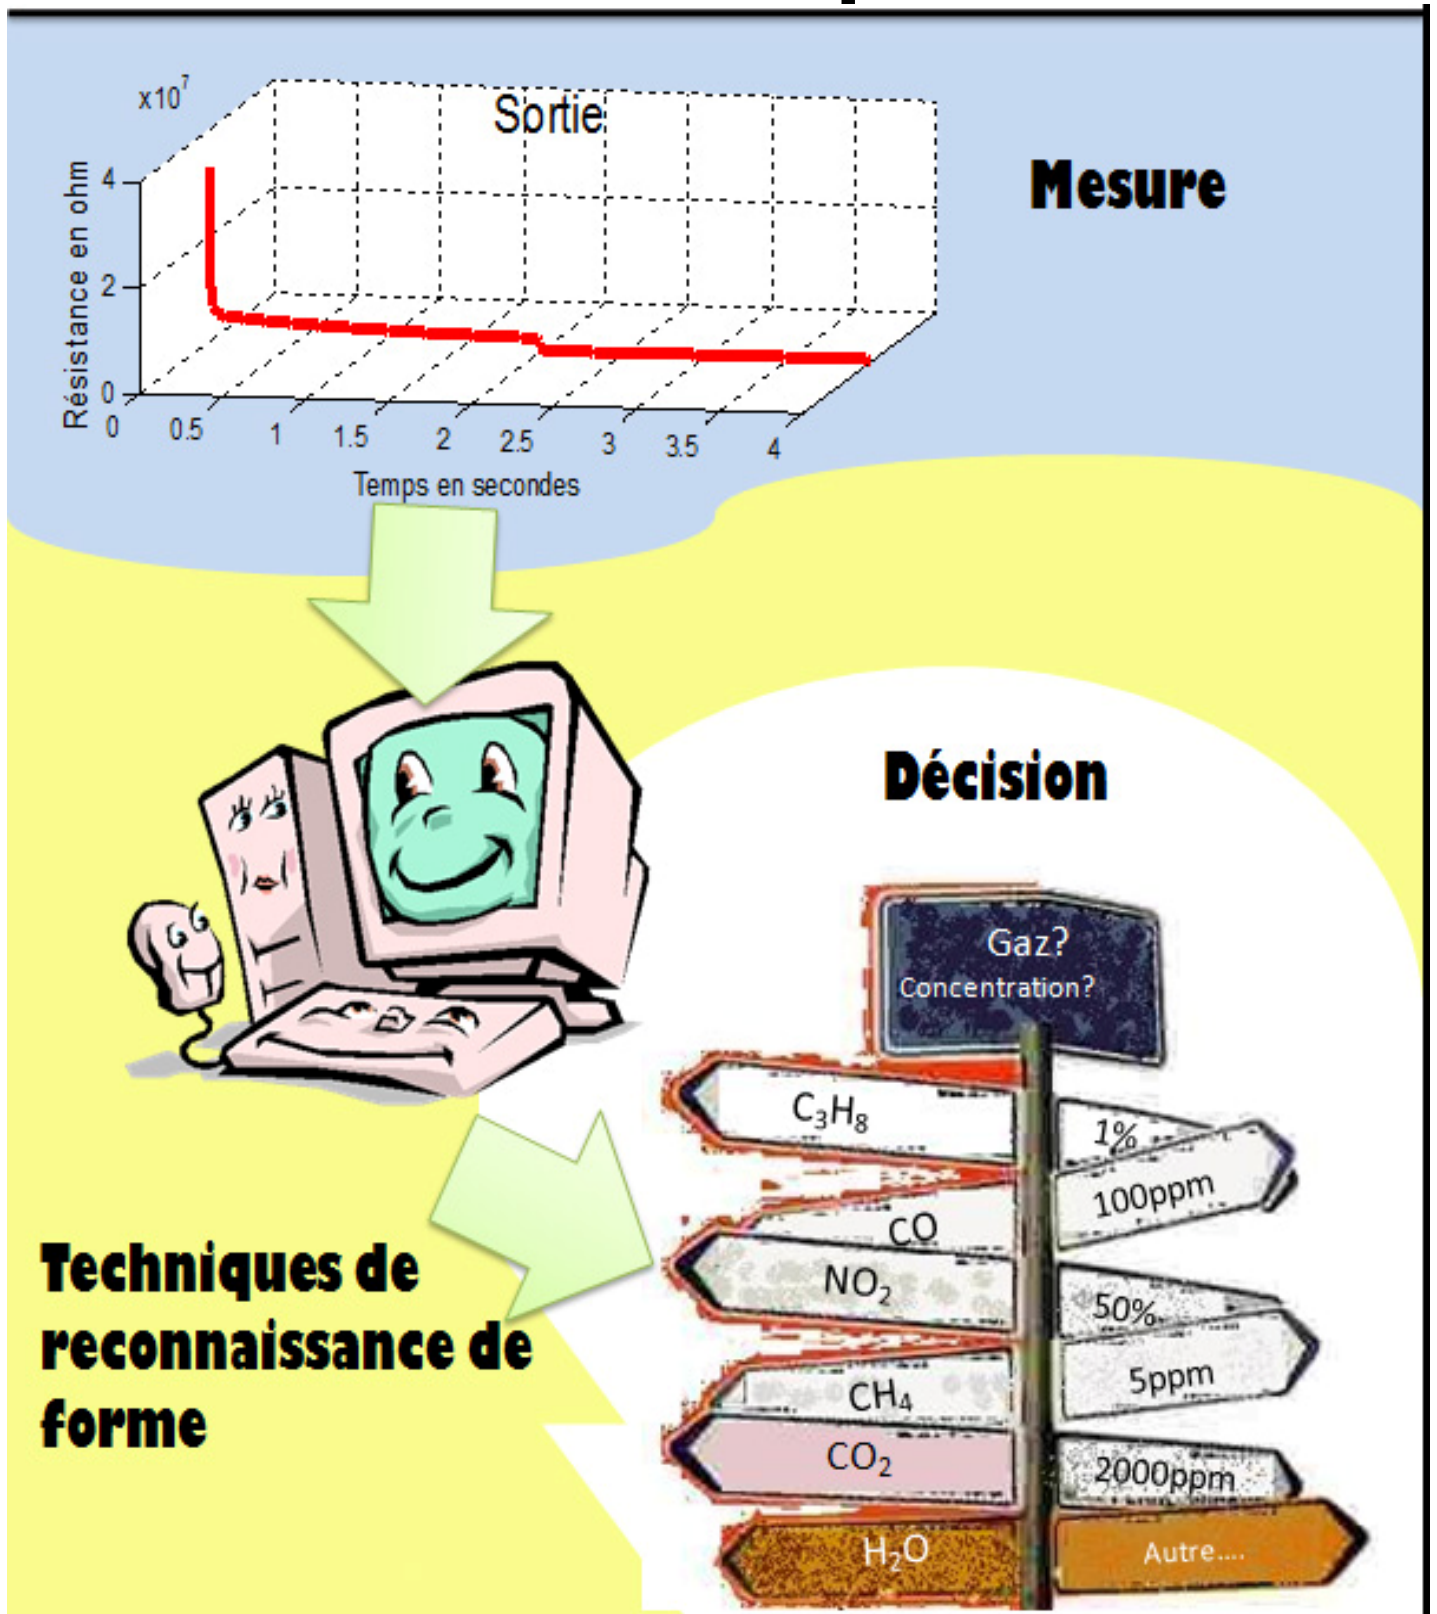 x10⁷
Sortie
Mesure
Résistance en ohm
4
2
0
0 0.5 1 1.5 2 2.5 3 3.5 4
Temps en secondes
Décision
Gaz?
Concentration?
C₃H₈
1%
100ppm
CO
NO₂
50%
5ppm
CH₄
CO₂
2000ppm
H₂O
Autre....
Techniques de
reconnaissance de
forme